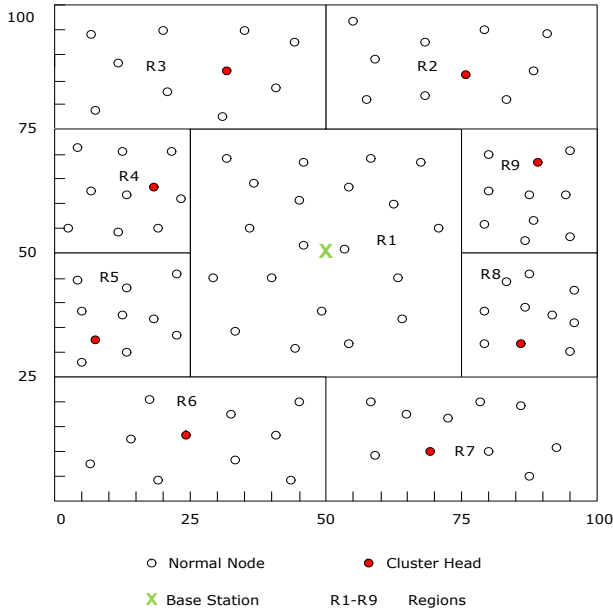 100
R3
R2
75
R4
R9
R1
50
X
R5
R8
25
R6
R7
0 25 50 75 100
Normal Node Cluster Head
X Base Station R1-R9 Regions